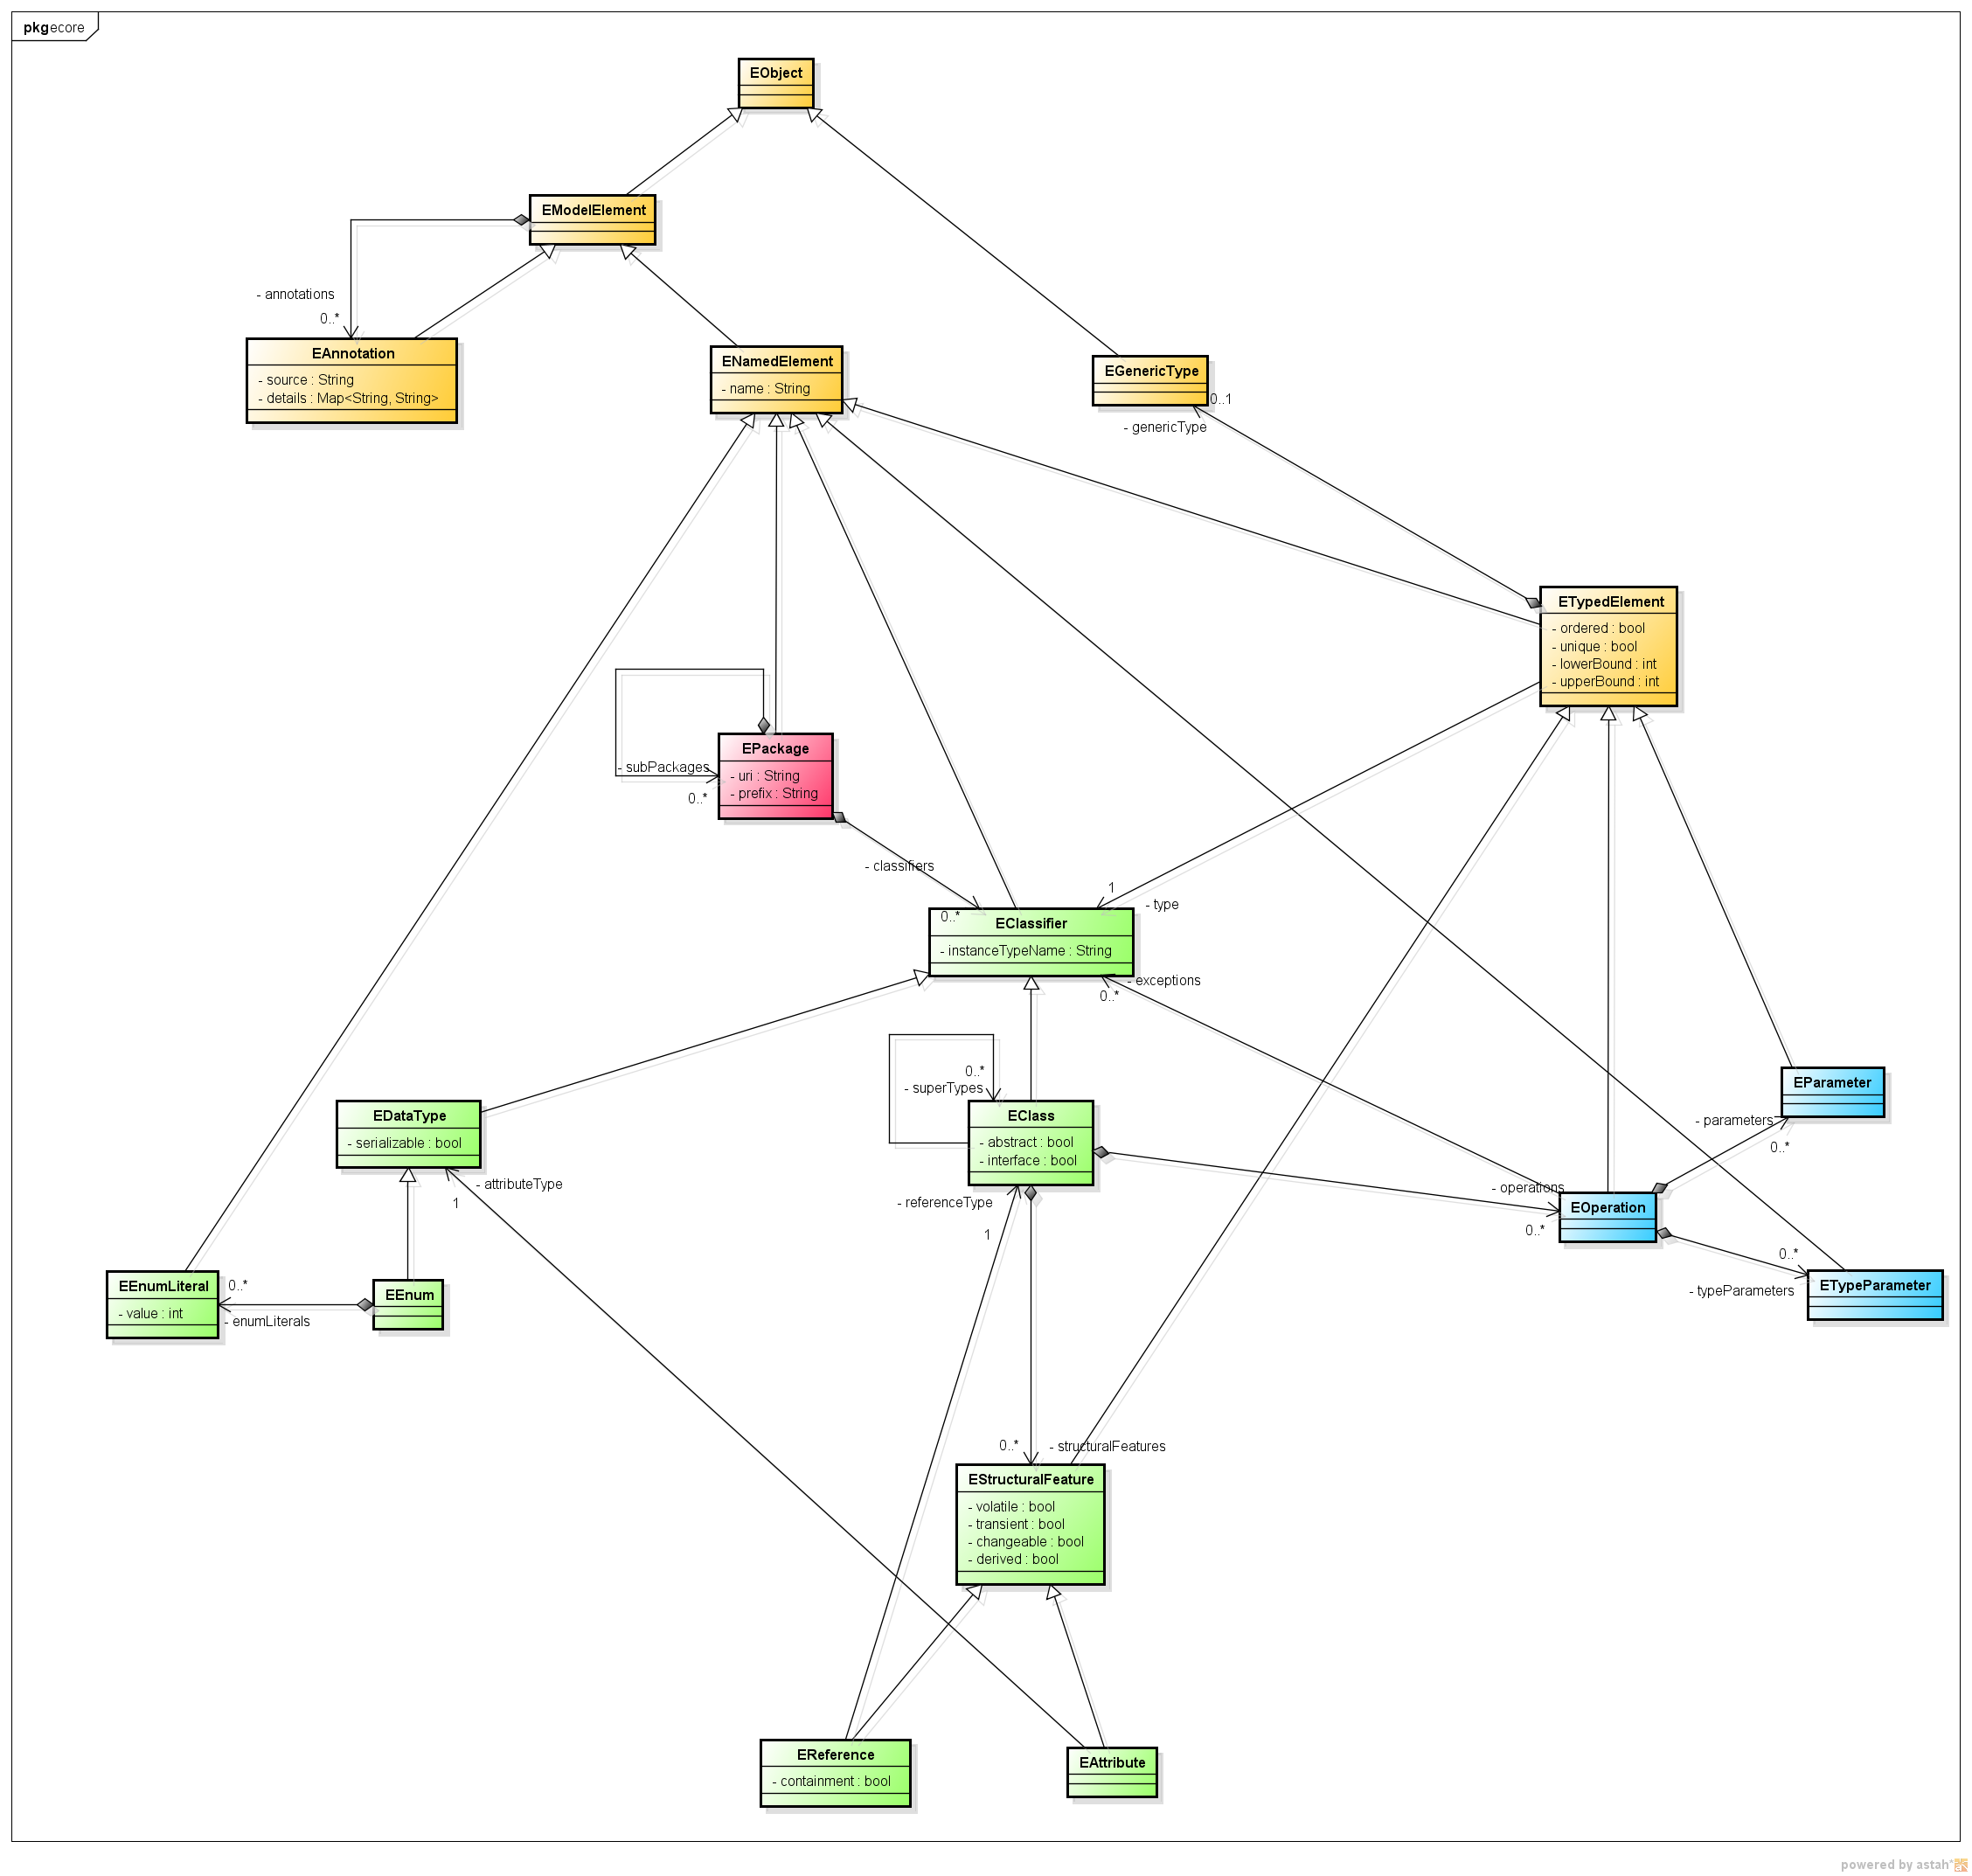 pkg ecore
EObject
EModelElement
- annotations
0..*
EAnnotation
- source : String
- details : Map<String, String>
ENamedElement
- name : String
EGenericType
0..1
- genericType
ETypedElement
- ordered : bool
- unique : bool
- lowerBound : int
- upperBound : int
EPackage
- uri : String
- prefix : String
- subPackages
0..*
- classifiers
0..*
1
- type
EClassifier
- instanceTypeName : String
- exceptions
0..*
0..*
- superTypes
EClass
- abstract : bool
- interface : bool
EDataType
- serializable : bool
- attributeType
1
- referenceType
1
EParameter
- parameters
0..*
- operations
0..*
EOperation
0..*
- typeParameters
ETypeParameter
EEnumLiteral
- value : int
0..*
- enumLiterals
EEnum
0..*
- structuralFeatures
EStructuralFeature
- volatile : bool
- transient : bool
- changeable : bool
- derived : bool
EReference
- containment : bool
EAttribute
powered by astah*